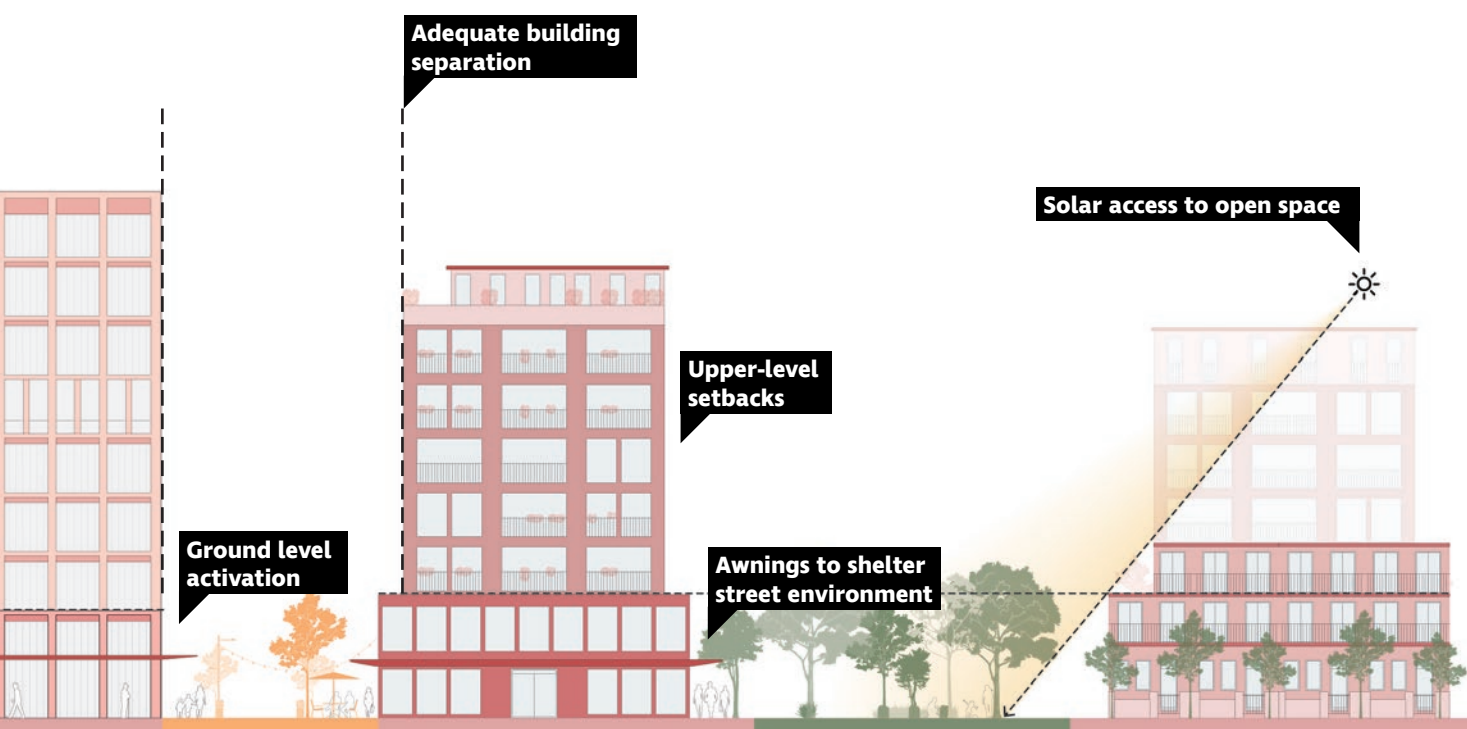 Adequate building
separation
Solar access to open space
Upper-level
setbacks
Ground level
activation
Awnings to shelter
street environment